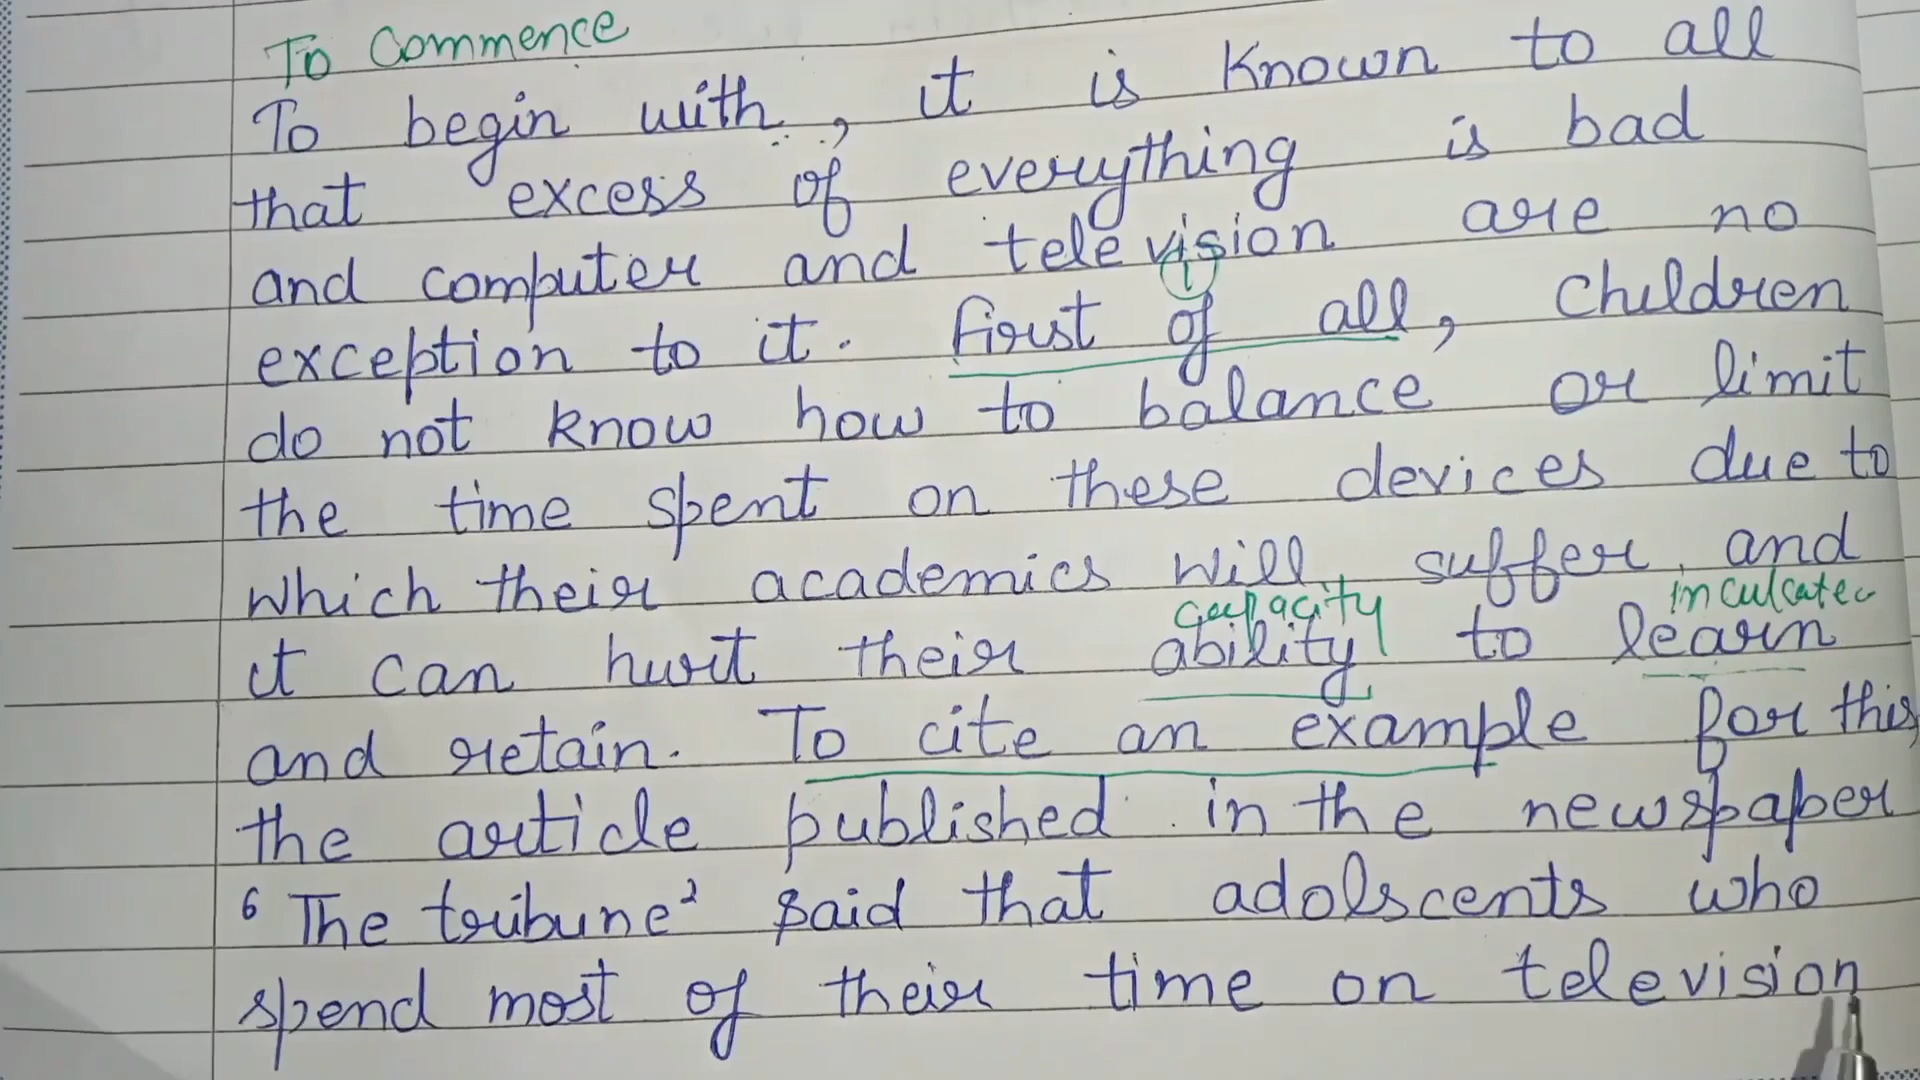 To Commence
To begin with, it is known to all
that excess of everything is bad
and computer and television are no
①
exception to it. First of all, children
do not know how to balance or limit
the time spent on these devices due to
which their academics will suffer and
capacity inculcate
it can hurt their ability to learn
and retain. To cite an example for this,
the article published in the newspaper
'The tribune' said that adolscents who
spend most of their time on television